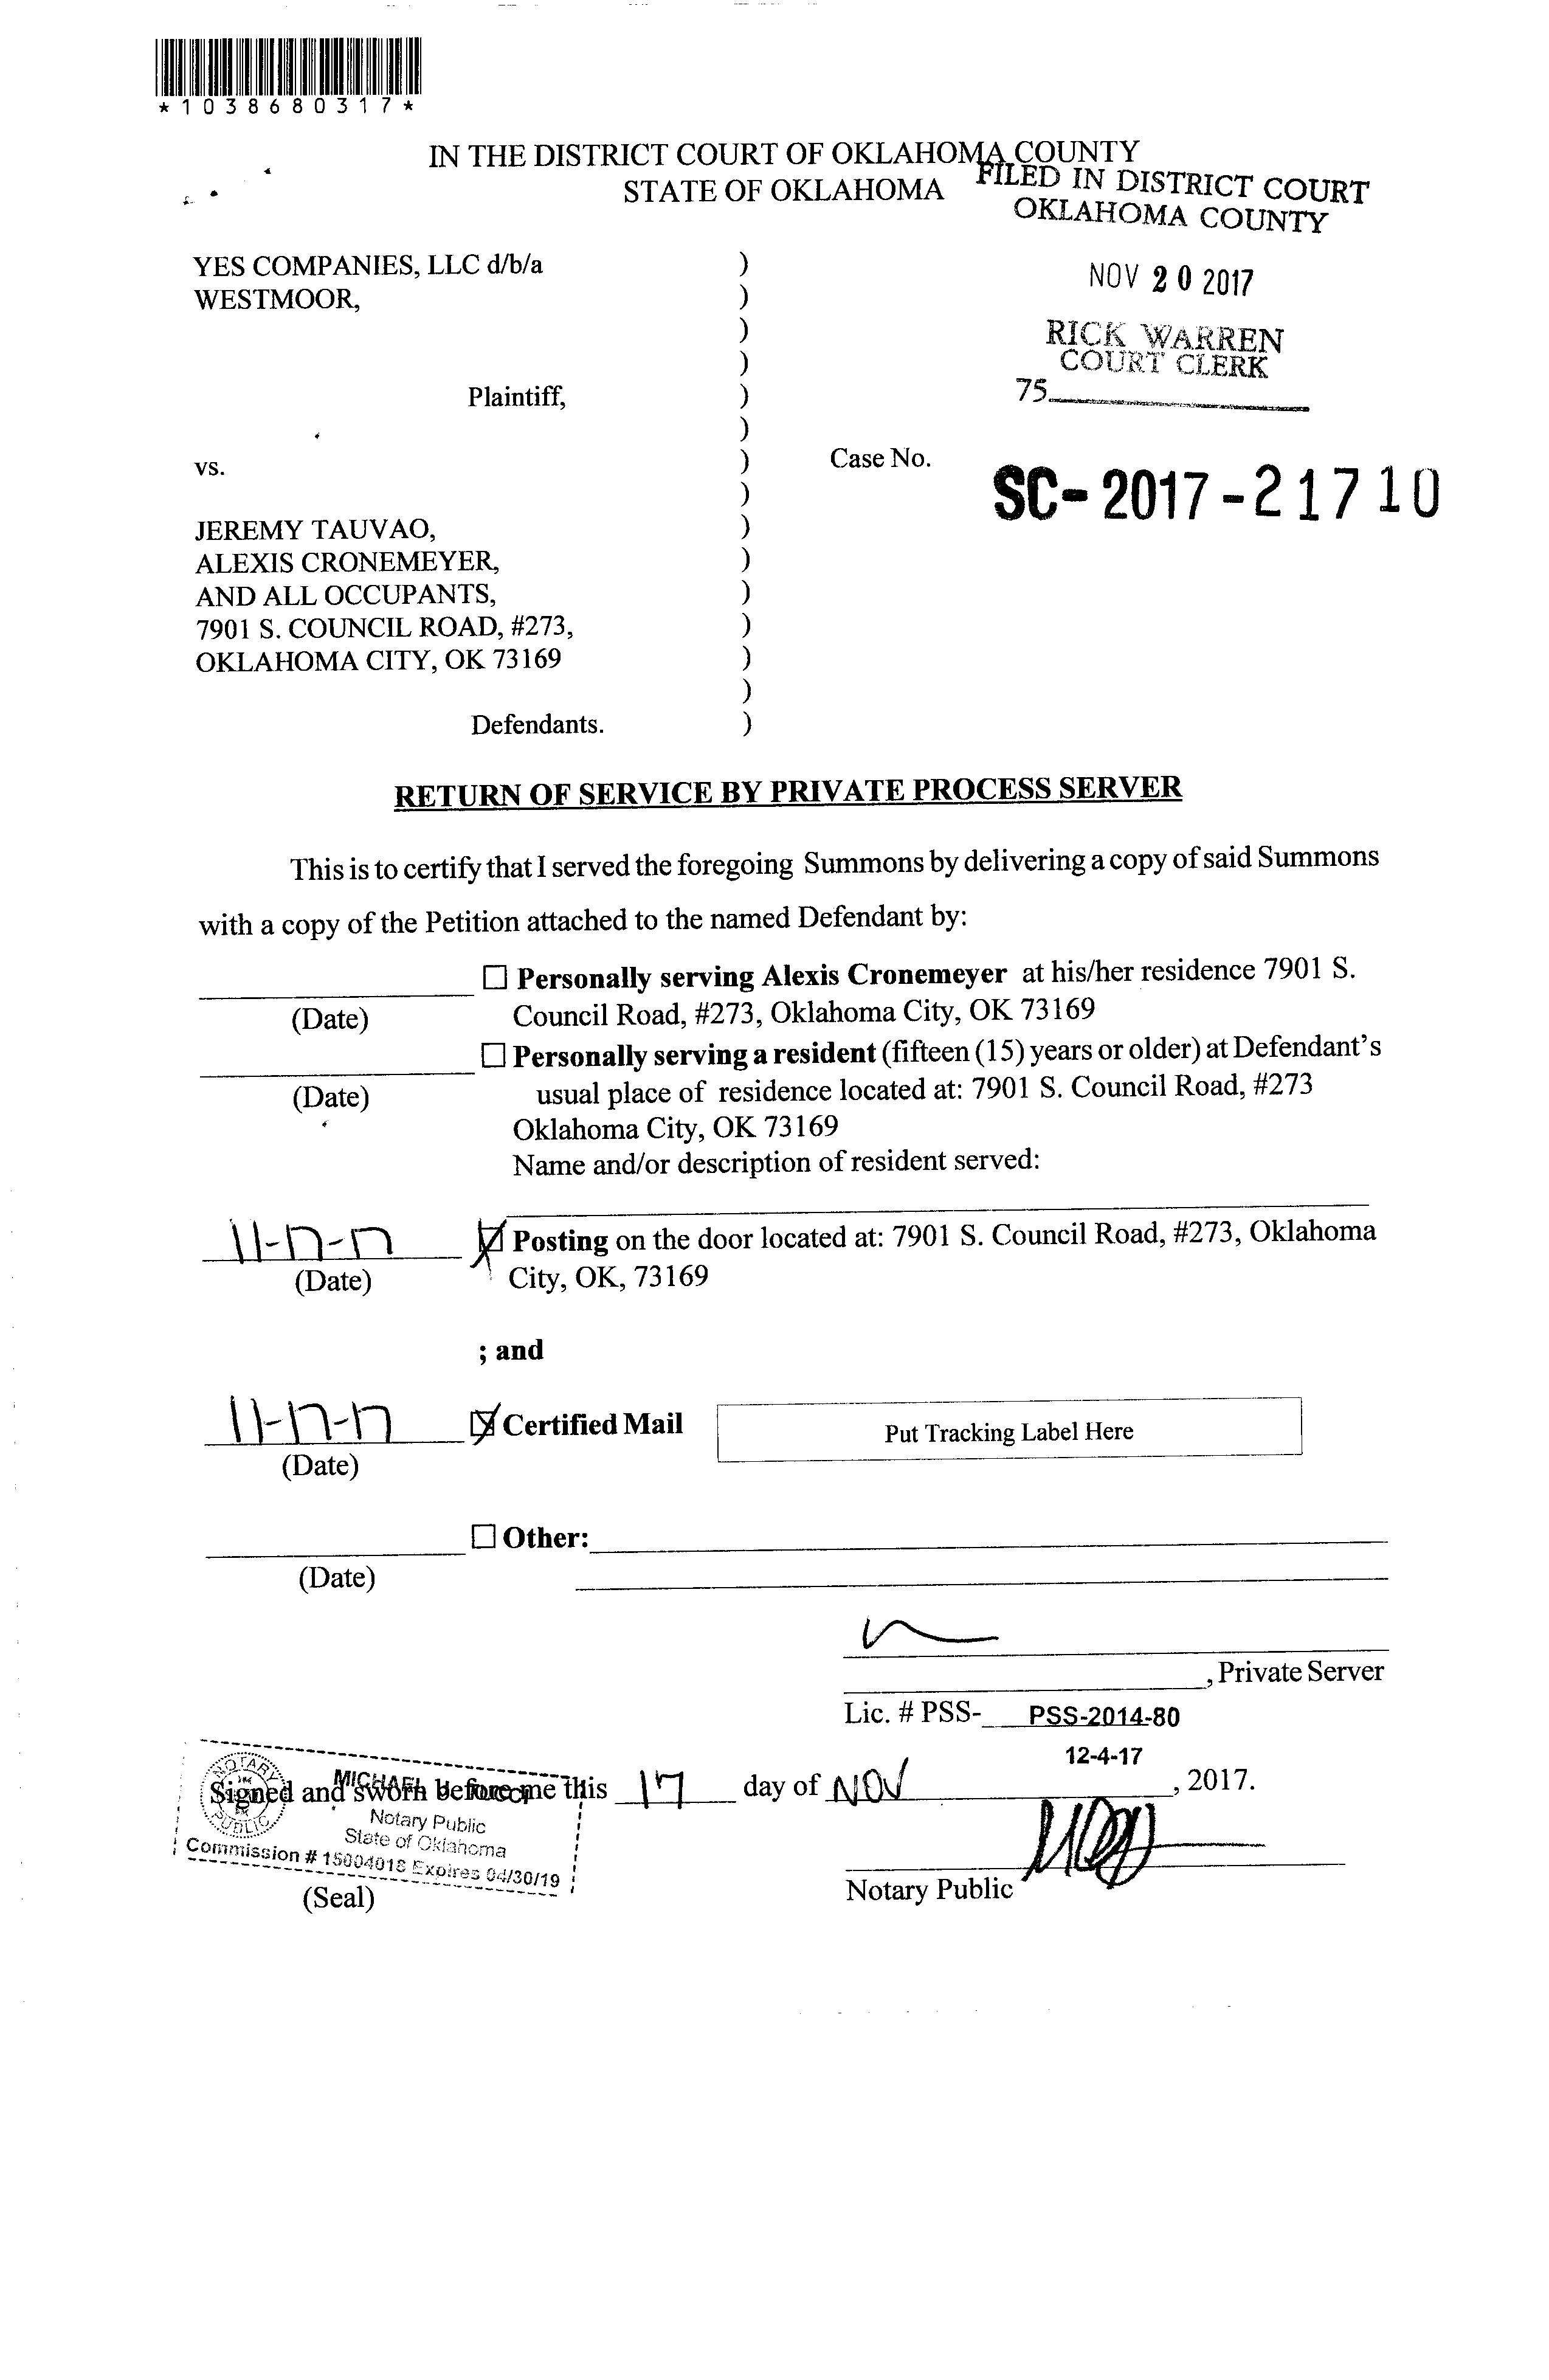 *1038680317*
IN THE DISTRICT COURT OF OKLAHOMA COUNTY
STATE OF OKLAHOMA
FILED IN DISTRICT COURT
OKLAHOMA COUNTY
NOV 20 2017
RICK WARREN
COURT CLERK
75
YES COMPANIES, LLC d/b/a )
WESTMOOR, )
)
)
Plaintiff, )
)
vs. ) Case No. SC-2017-21710
)
JEREMY TAUVAO, )
ALEXIS CRONEMEYER, )
AND ALL OCCUPANTS, )
7901 S. COUNCIL ROAD, #273, )
OKLAHOMA CITY, OK 73169 )
)
Defendants. )
RETURN OF SERVICE BY PRIVATE PROCESS SERVER
This is to certify that I served the foregoing Summons by delivering a copy of said Summons
with a copy of the Petition attached to the named Defendant by:
☐ Personally serving Alexis Cronemeyer at his/her residence 7901 S.
(Date) Council Road, #273, Oklahoma City, OK 73169
☐ Personally serving a resident (fifteen (15) years or older) at Defendant's
(Date) usual place of residence located at: 7901 S. Council Road, #273
Oklahoma City, OK 73169
Name and/or description of resident served:
11-17-17 ☑ Posting on the door located at: 7901 S. Council Road, #273, Oklahoma
(Date) City, OK, 73169
; and
11-17-17 ☑ Certified Mail Put Tracking Label Here
(Date)
☐ Other:
(Date)
, Private Server
Lic. # PSS- PSS-2014-80
12-4-17
Signed and sworn before me this 17 day of NOV , 2017.
NOTARY PUBLIC
MICHAEL
Notary Public
State of Oklahoma
Commission # 15004018 Expires 04/30/19
(Seal)
Notary Public